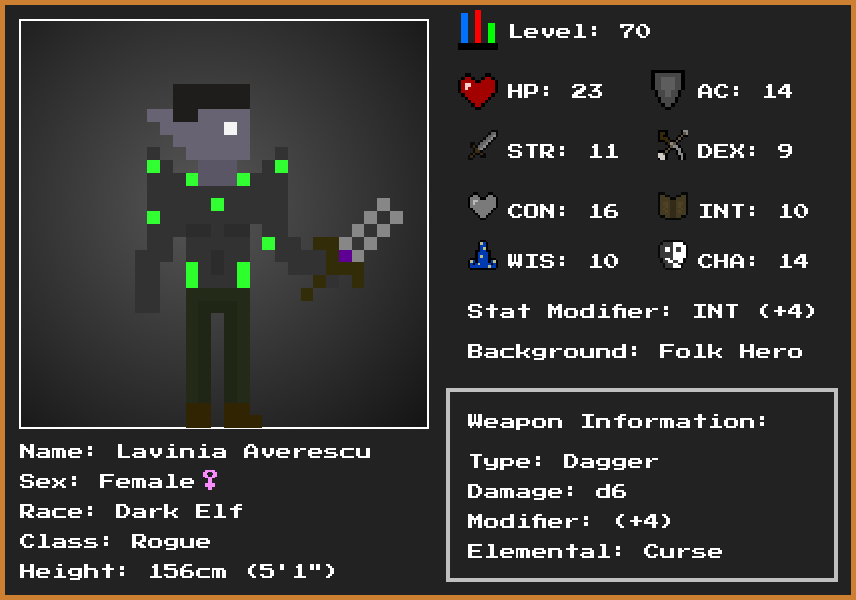 Level: 70
HP: 23
AC: 14
STR: 11
DEX: 9
CON: 16
INT: 10
WIS: 10
CHA: 14
Stat Modifier: INT (+4)
Background: Folk Hero
Weapon Information:
Type: Dagger
Damage: d6
Modifier: (+4)
Elemental: Curse
Name: Lavinia Averescu
Sex: Female♀
Race: Dark Elf
Class: Rogue
Height: 156cm (5'1")